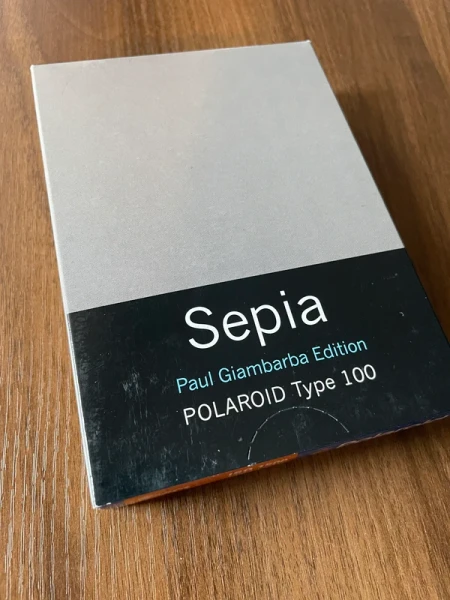 Sepia
Paul Giambarba Edition
POLAROID Type 100